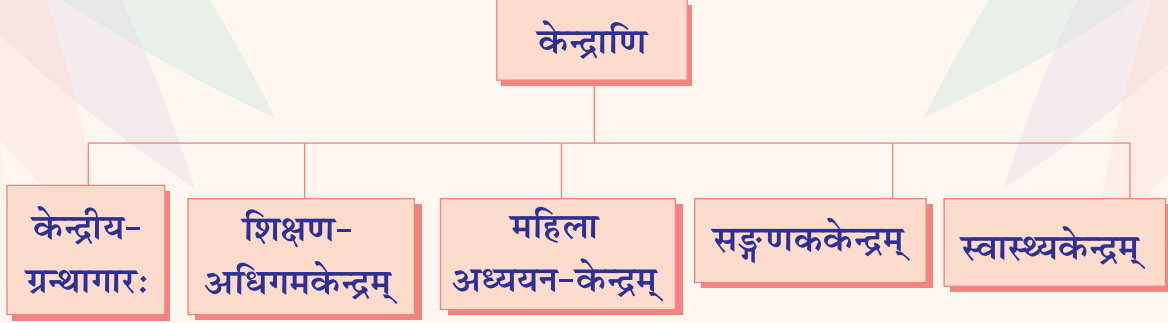 केन्द्राणि
केन्द्रीय-
ग्रन्थागारः
शिक्षण-
अधिगमकेन्द्रम्
महिला
अध्ययन-केन्द्रम्
सङ्गणककेन्द्रम्
स्वास्थ्यकेन्द्रम्